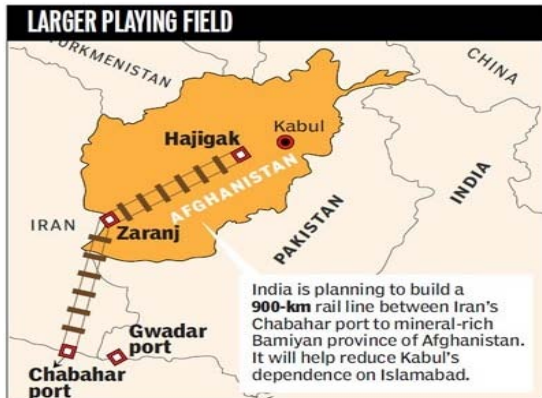 LARGER PLAYING FIELD
TURKMENISTAN
CHINA
Kabul
Hajigak
AFGHANISTAN
INDIA
IRAN
Zaranj
PAKISTAN
India is planning to build a
900-km rail line between Iran's
Chabahar port to mineral-rich
Bamiyan province of Afghanistan.
It will help reduce Kabul's
dependence on Islamabad.
Gwadar
port
Chabahar
port